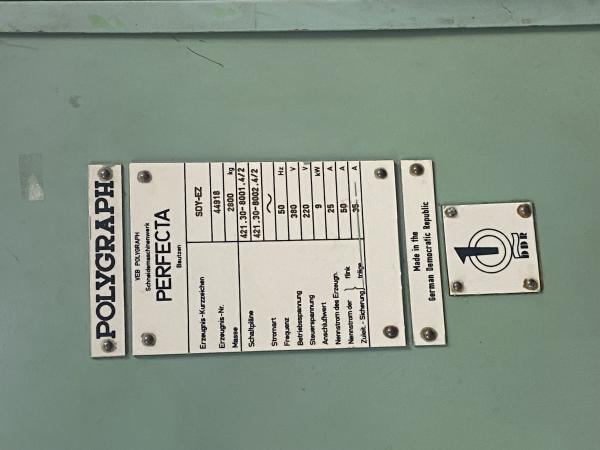 POLYGRAPH
VEB POLYGRAPH
Schneidemaschinenwerk
PERFECTA
Bautzen
Erzeugnis-Kurzzeichen SDY-EZ
Erzeugnis-Nr. 44918
Masse 2800 kg
Schaltpläne 421.30-8001.4/2
421.30-8002.4/2
Stromart ~
Frequenz 50 Hz
Betriebsspannung 380 V
Steuerspannung 220 V
Anschlußwert 9 kW
Nennstrom des Erzeugn. 25 A
Nennstrom der flink 50 A
Zuleit.-Sicherung träge 35 A
Made in the
German Democratic Republic
1
DDR